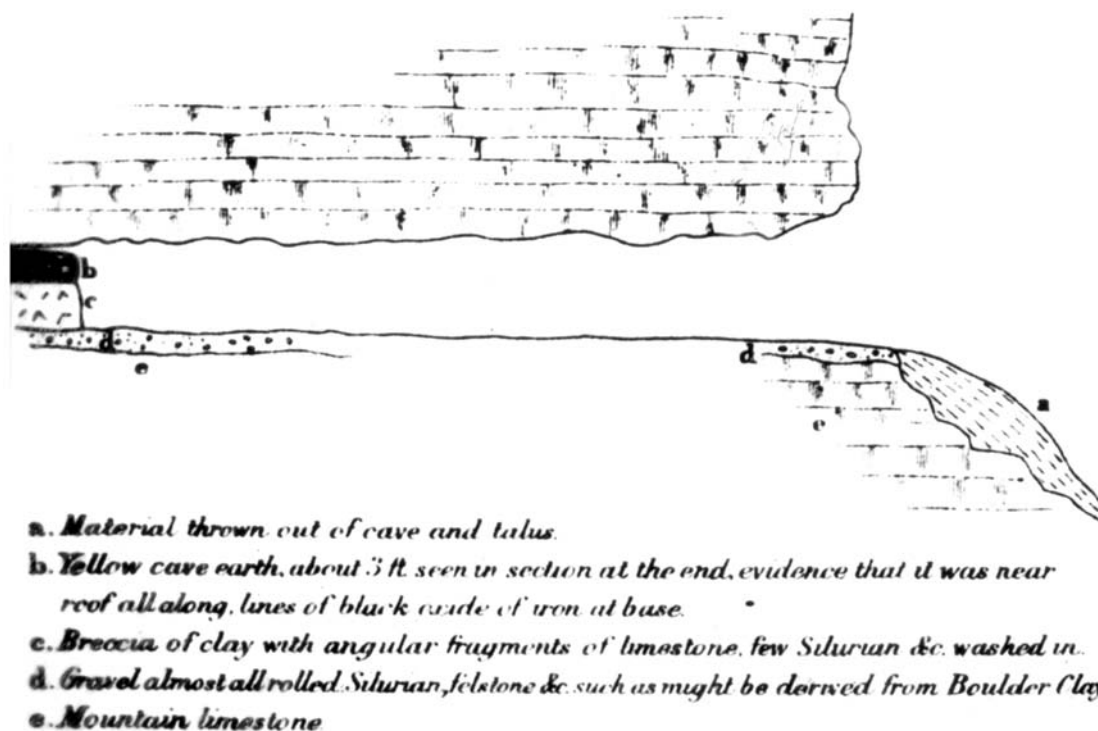 b
c
d
e
d
e
a
a. Material thrown out of cave and talus.
b. Yellow cave earth, about 3 ft seen in section at the end, evidence that it was near
roof all along, lines of black oxide of iron at base.
c. Breccia of clay with angular fragments of limestone, few Silurian &c. washed in.
d. Gravel almost all rolled Silurian, felstone &c. such as might be derived from Boulder Clay
e. Mountain limestone